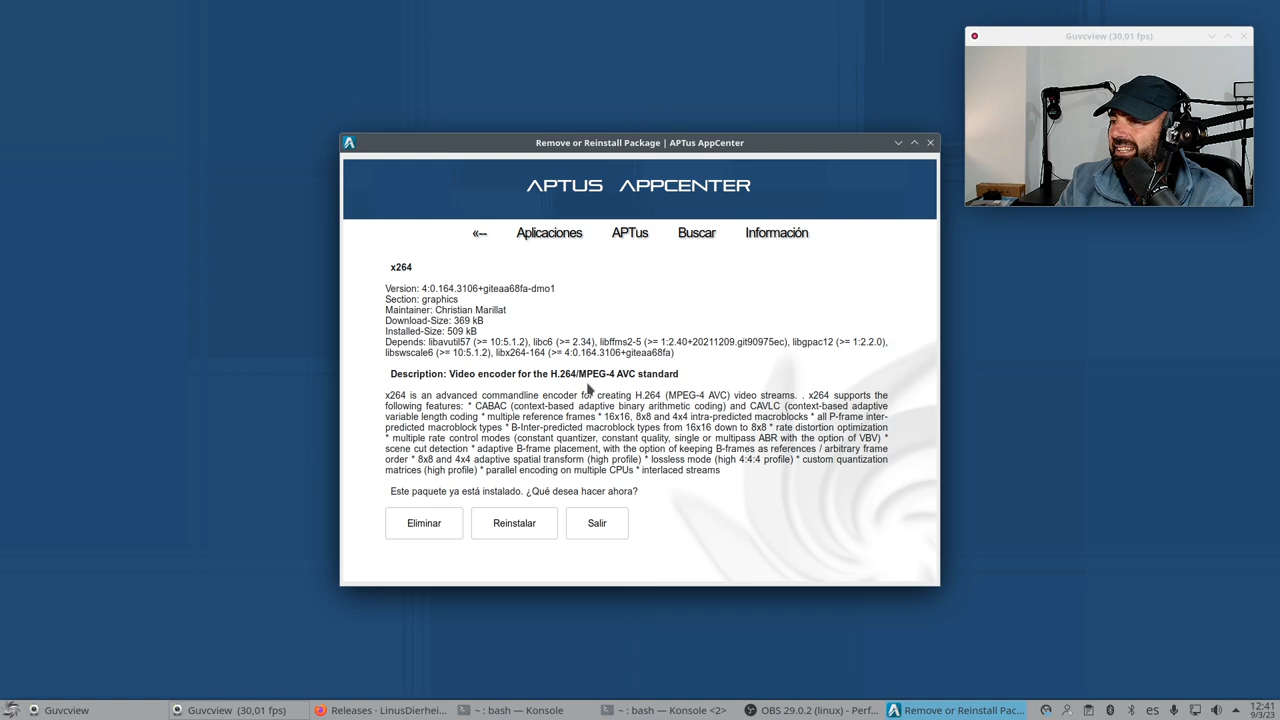 Guvcview (30,01 fps)
Remove or Reinstall Package | APTus AppCenter
APTUS APPCENTER
«-- Aplicaciones APTus Buscar Información
x264
Version: 4:0.164.3106+giteaa68fa-dmo1
Section: graphics
Maintainer: Christian Marillat
Download-Size: 369 kB
Installed-Size: 509 kB
Depends: libavutil57 (>= 10:5.1.2), libc6 (>= 2.34), libffms2-5 (>= 1:2.40+20211209.git90975ec), libgpac12 (>= 1:2.2.0),
libswscale6 (>= 10:5.1.2), libx264-164 (>= 4:0.164.3106+giteaa68fa)
Description: Video encoder for the H.264/MPEG-4 AVC standard
x264 is an advanced commandline encoder for creating H.264 (MPEG-4 AVC) video streams. . x264 supports the
following features: * CABAC (context-based adaptive binary arithmetic coding) and CAVLC (context-based adaptive
variable length coding * multiple reference frames * 16x16, 8x8 and 4x4 intra-predicted macroblocks * all P-frame inter-
predicted macroblock types * B-Inter-predicted macroblock types from 16x16 down to 8x8 * rate distortion optimization
* multiple rate control modes (constant quantizer, constant quality, single or multipass ABR with the option of VBV) *
scene cut detection * adaptive B-frame placement, with the option of keeping B-frames as references / arbitrary frame
order * 8x8 and 4x4 adaptive spatial transform (high profile) * lossless mode (high 4:4:4 profile) * custom quantization
matrices (high profile) * parallel encoding on multiple CPUs * interlaced streams
Este paquete ya está instalado. ¿Qué desea hacer ahora?
Eliminar Reinstalar Salir
Guvcview Guvcview (30,01 fps) Releases · LinusDierhei... ~ : bash — Konsole ~ : bash — Konsole <2> OBS 29.0.2 (linux) - Perf... Remove or Reinstall Pac... es 12:41
9/3/23